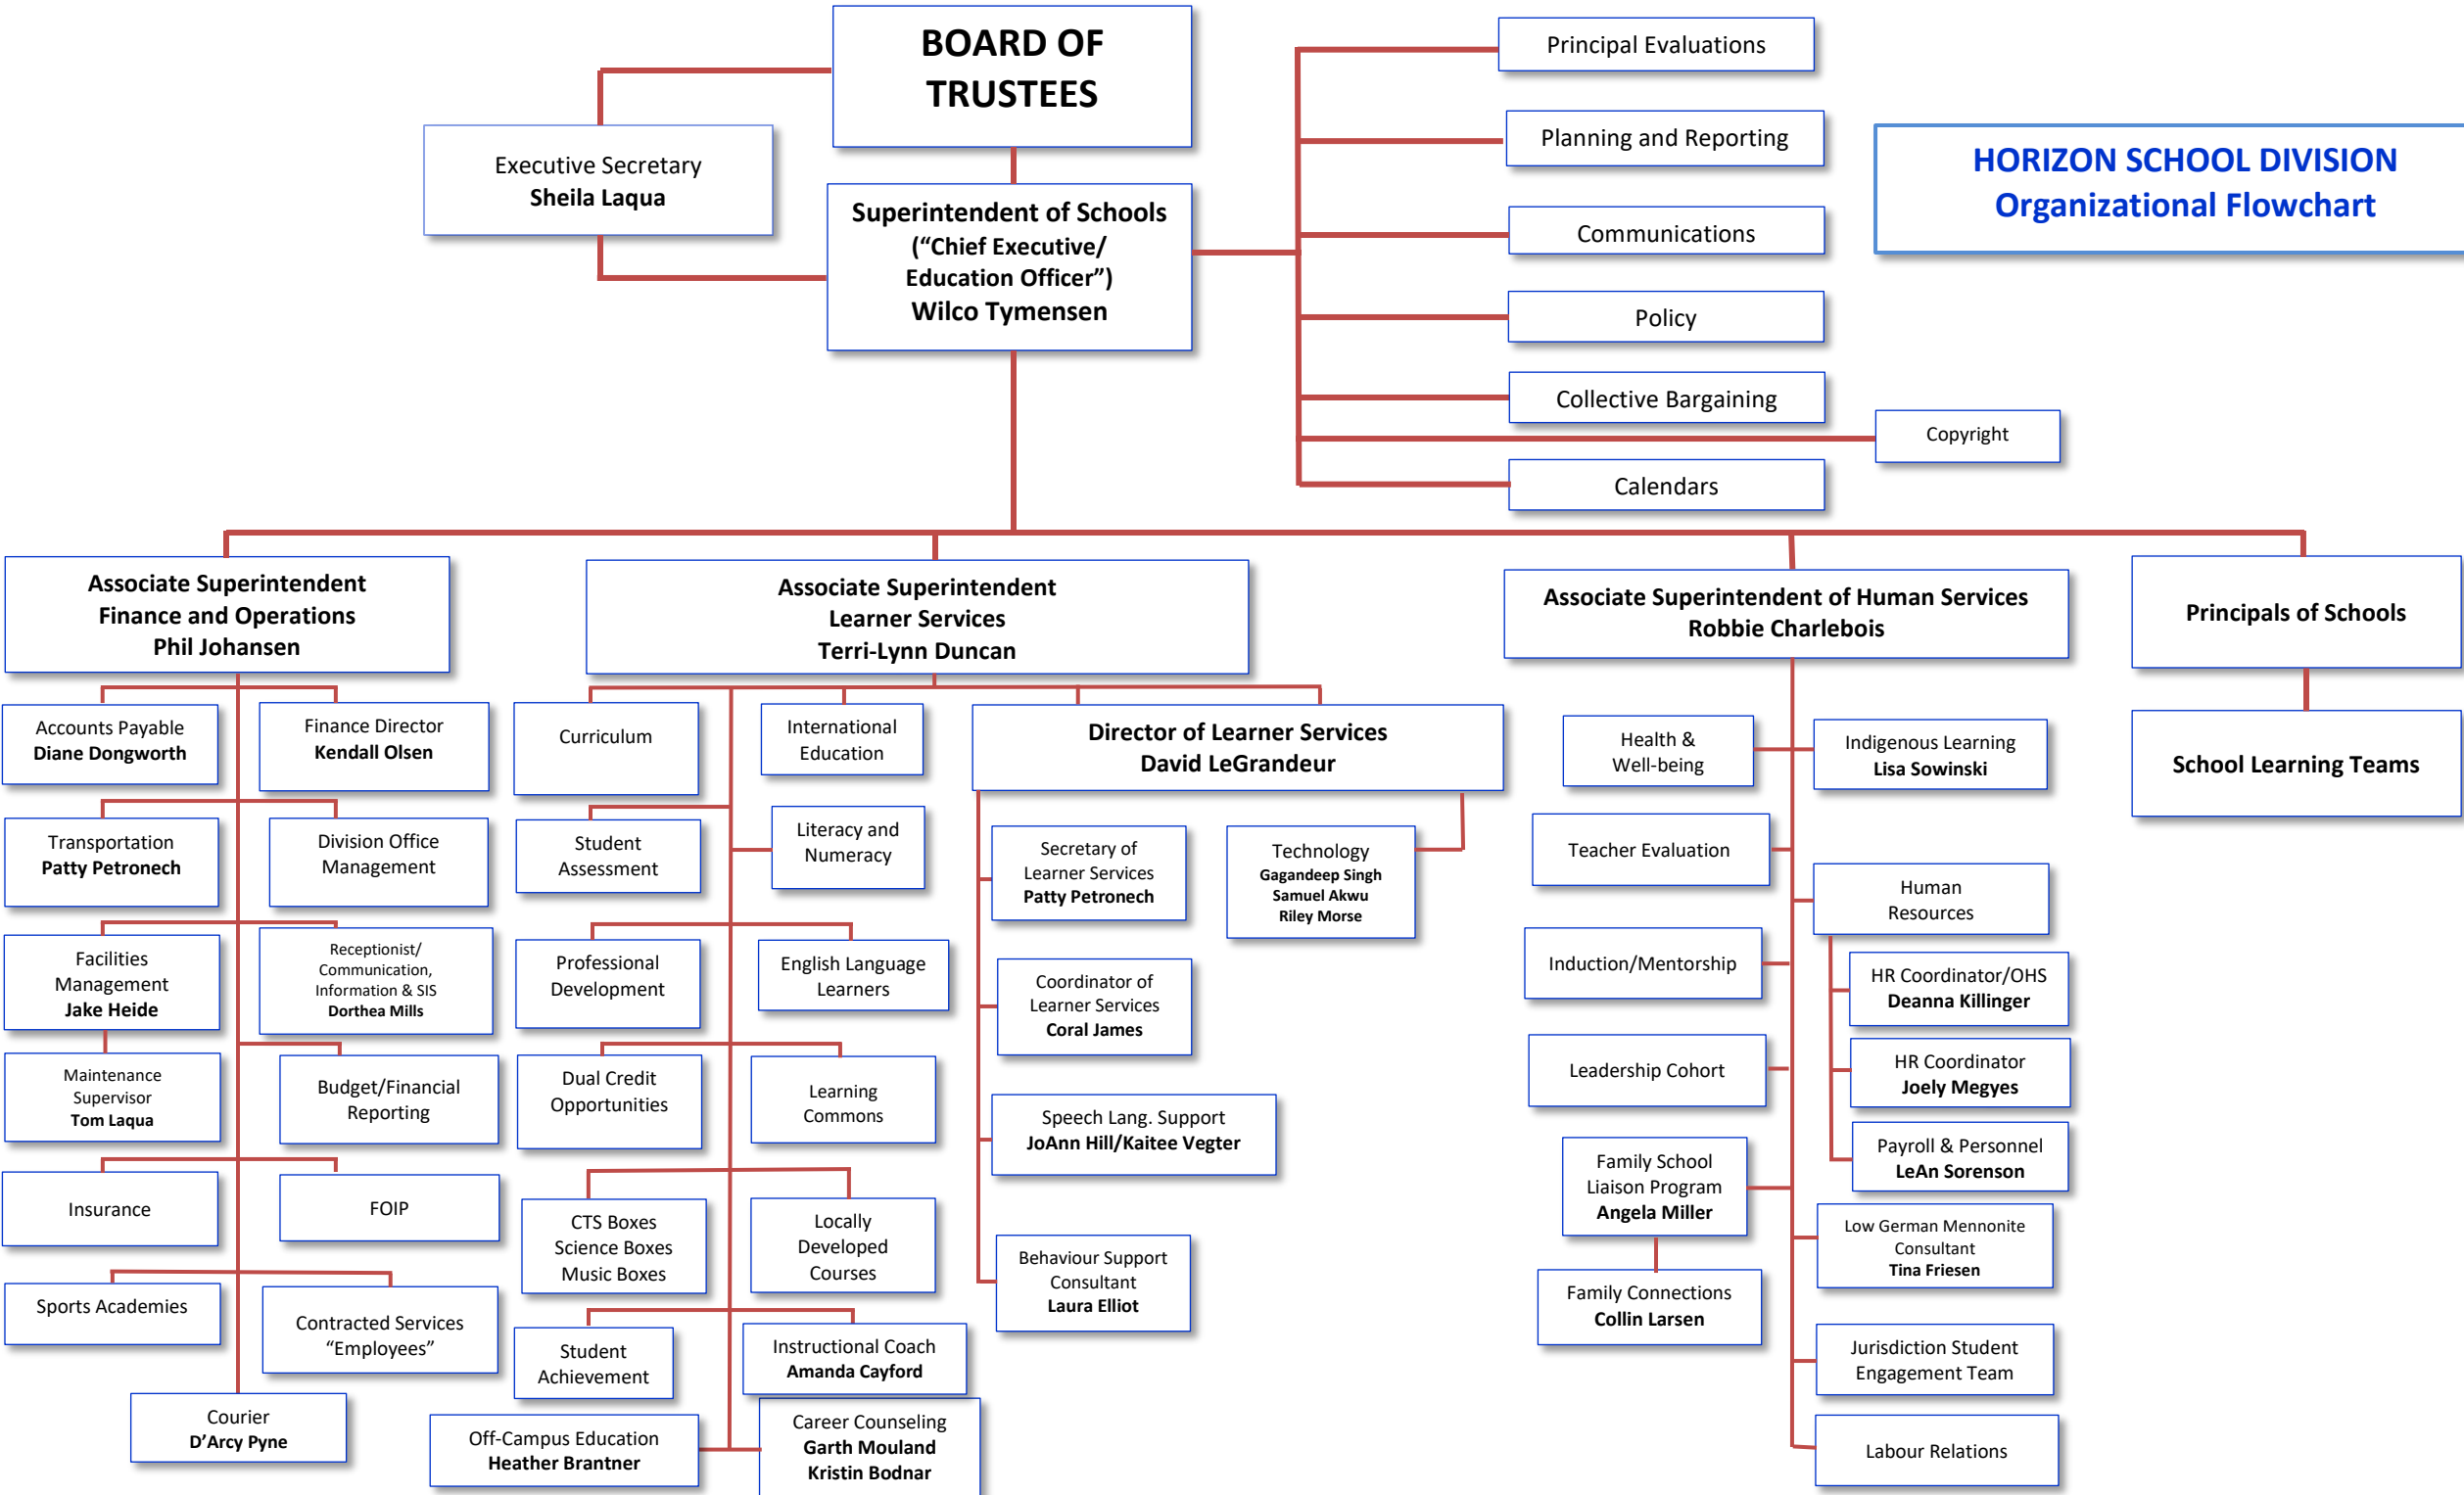 BOARD OF
TRUSTEES
Executive Secretary
Sheila Laqua
Superintendent of Schools
(“Chief Executive/
Education Officer”)
Wilco Tymensen
Principal Evaluations
Planning and Reporting
Communications
Policy
Collective Bargaining
Copyright
Calendars
HORIZON SCHOOL DIVISION
Organizational Flowchart
Associate Superintendent
Finance and Operations
Phil Johansen
Accounts Payable
Diane Dongworth
Finance Director
Kendall Olsen
Transportation
Patty Petronech
Division Office
Management
Facilities
Management
Jake Heide
Receptionist/
Communication,
Information & SIS
Dorthea Mills
Maintenance
Supervisor
Tom Laqua
Budget/Financial
Reporting
Insurance
FOIP
Sports Academies
Contracted Services
“Employees”
Courier
D’Arcy Pyne
Associate Superintendent
Learner Services
Terri-Lynn Duncan
Curriculum
International
Education
Student
Assessment
Literacy and
Numeracy
Professional
Development
English Language
Learners
Dual Credit
Opportunities
Learning
Commons
CTS Boxes
Science Boxes
Music Boxes
Locally
Developed
Courses
Student
Achievement
Instructional Coach
Amanda Cayford
Off-Campus Education
Heather Brantner
Career Counseling
Garth Mouland
Kristin Bodnar
Director of Learner Services
David LeGrandeur
Secretary of
Learner Services
Patty Petronech
Technology
Gagandeep Singh
Samuel Akwu
Riley Morse
Coordinator of
Learner Services
Coral James
Speech Lang. Support
JoAnn Hill/Kaitee Vegter
Behaviour Support
Consultant
Laura Elliot
Associate Superintendent of Human Services
Robbie Charlebois
Health &
Well-being
Indigenous Learning
Lisa Sowinski
Teacher Evaluation
Human
Resources
Induction/Mentorship
HR Coordinator/OHS
Deanna Killinger
Leadership Cohort
HR Coordinator
Joely Megyes
Payroll & Personnel
LeAn Sorenson
Family School
Liaison Program
Angela Miller
Low German Mennonite
Consultant
Tina Friesen
Family Connections
Collin Larsen
Jurisdiction Student
Engagement Team
Labour Relations
Principals of Schools
School Learning Teams